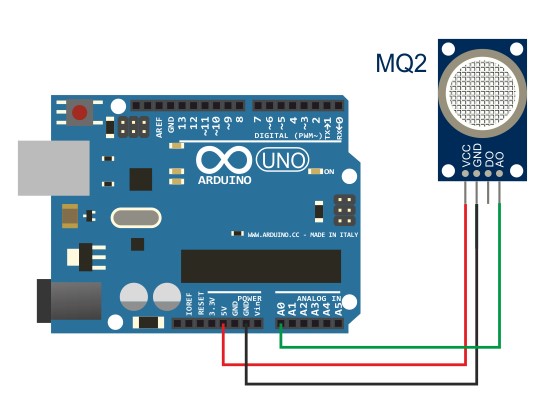 MQ2
VCC
GND
DO
AO
AREF
GND
13
12
~11
~10
~9
8
7
~6
~5
4
~3
2
TX→1
RX←0
DIGITAL (PWM~)
UNO
ARDUINO
ON
WWW.ARDUINO.CC - MADE IN ITALY
POWER
ANALOG IN
IOREF
RESET
3.3V
5V
GND
GND
Vin
A0
A1
A2
A3
A4
A5